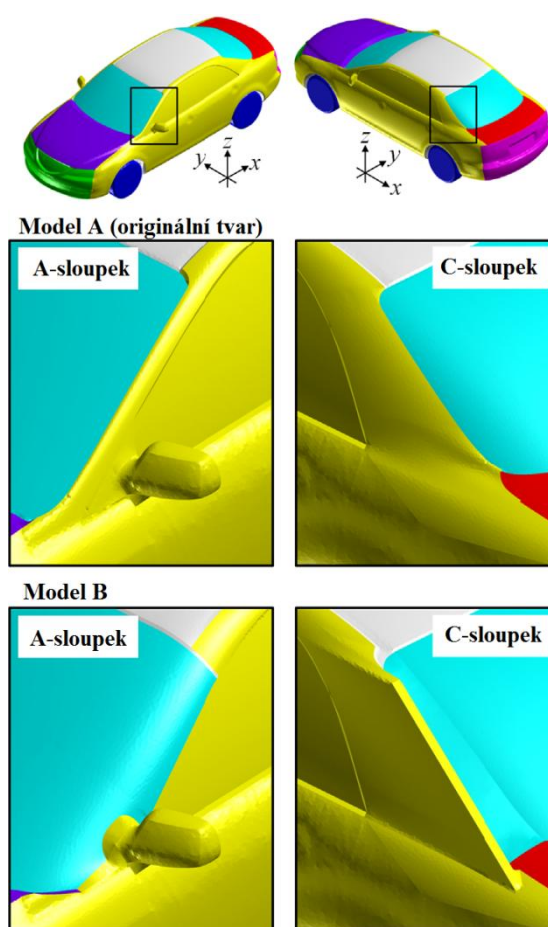 z
y
x
z
y
x
Model A (originální tvar)
A-sloupek
C-sloupek
Model B
A-sloupek
C-sloupek